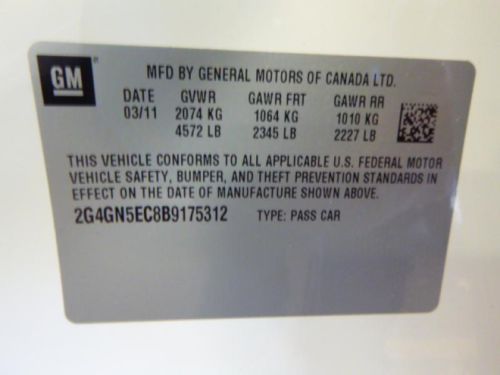 GM
MFD BY GENERAL MOTORS OF CANADA LTD.
DATE GVWR GAWR FRT GAWR RR
03/11 2074 KG 1064 KG 1010 KG
4572 LB 2345 LB 2227 LB
THIS VEHICLE CONFORMS TO ALL APPLICABLE U.S. FEDERAL MOTOR
VEHICLE SAFETY, BUMPER, AND THEFT PREVENTION STANDARDS IN
EFFECT ON THE DATE OF MANUFACTURE SHOWN ABOVE.
2G4GN5EC8B9175312 TYPE: PASS CAR